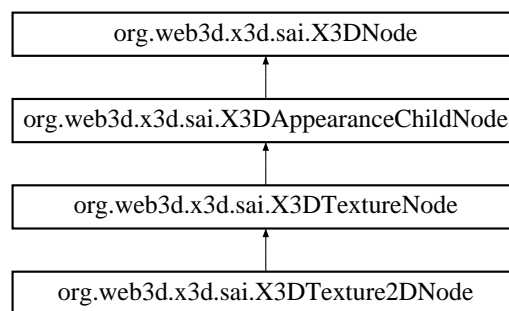 org.web3d.x3d.sai.X3DNode
org.web3d.x3d.sai.X3DAppearanceChildNode
org.web3d.x3d.sai.X3DTextureNode
org.web3d.x3d.sai.X3DTexture2DNode